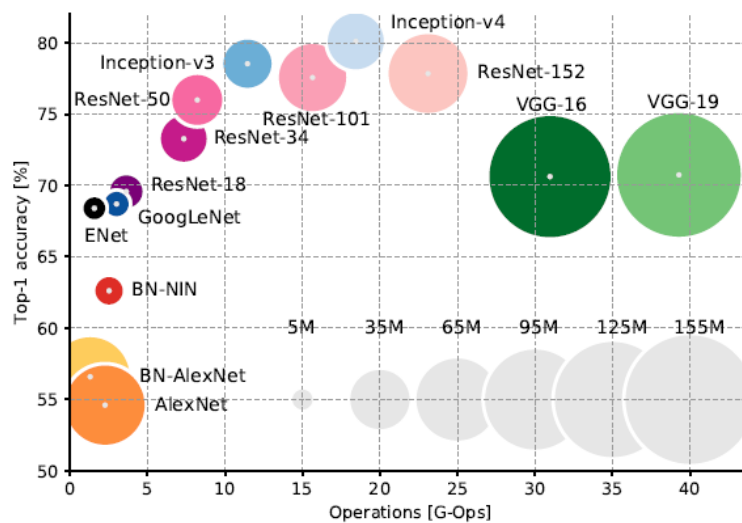 80
75
70
65
60
55
50
Top-1 accuracy [%]
Inception-v4
Inception-v3
ResNet-152
ResNet-50
VGG-16
VGG-19
ResNet-101
ResNet-34
ResNet-18
GoogLeNet
ENet
BN-NIN
5M 35M 65M 95M 125M 155M
BN-AlexNet
AlexNet
0 5 10 15 20 25 30 35 40
Operations [G-Ops]